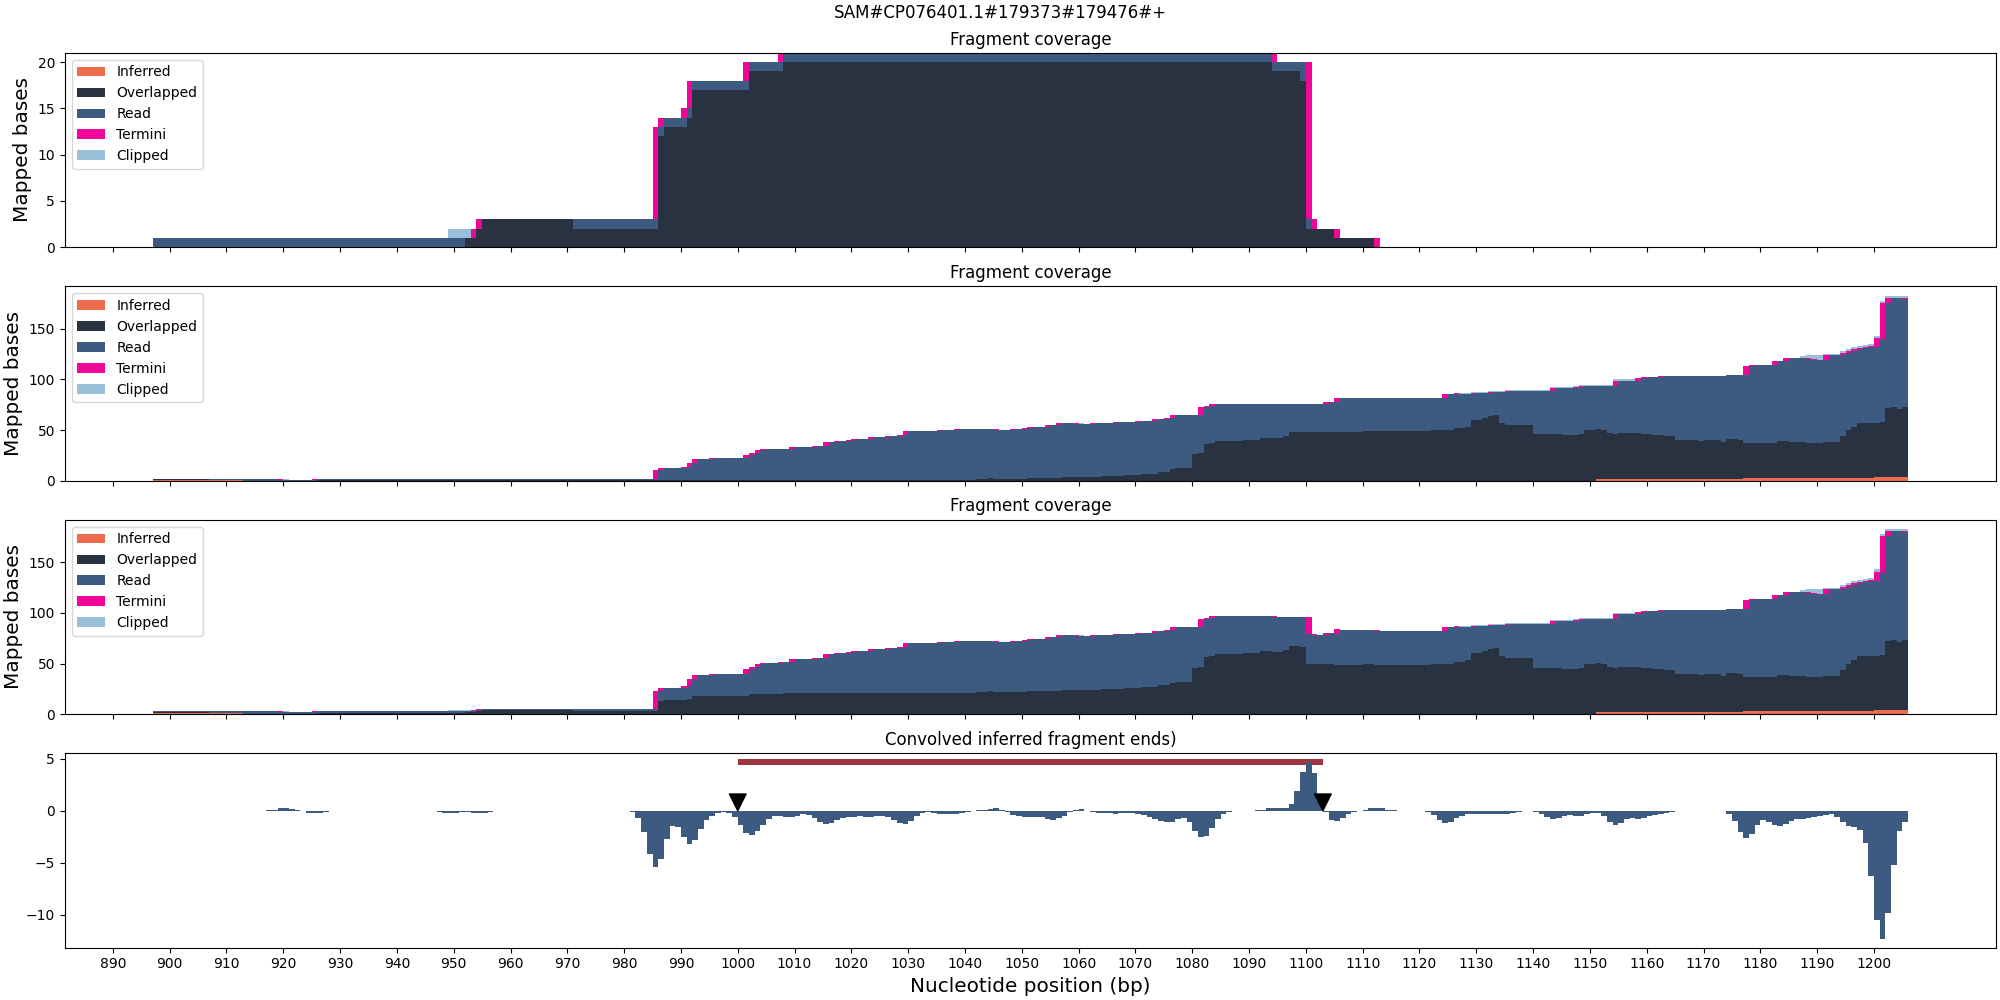 SAM#CP076401.1#179373#179476#+
Fragment coverage
Mapped bases
20
15
10
5
0
Inferred
Overlapped
Read
Termini
Clipped
Fragment coverage
Mapped bases
150
100
50
0
Inferred
Overlapped
Read
Termini
Clipped
Fragment coverage
Mapped bases
150
100
50
0
Inferred
Overlapped
Read
Termini
Clipped
Convolved inferred fragment ends)
5
0
−5
−10
890 900 910 920 930 940 950 960 970 980 990 1000 1010 1020 1030 1040 1050 1060 1070 1080 1090 1100 1110 1120 1130 1140 1150 1160 1170 1180 1190 1200
Nucleotide position (bp)